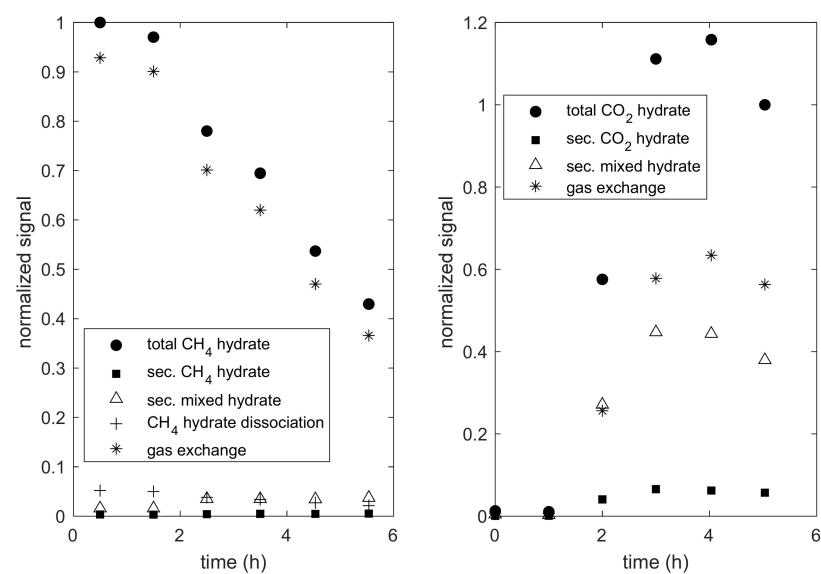 1
0.9
0.8
0.7
0.6
0.5
0.4
0.3
0.2
0.1
0
normalized signal
total CH4 hydrate
sec. CH4 hydrate
sec. mixed hydrate
CH4 hydrate dissociation
gas exchange
0 2 4 6
time (h)
1.2
1
0.8
0.6
0.4
0.2
0
normalized signal
total CO2 hydrate
sec. CO2 hydrate
sec. mixed hydrate
gas exchange
0 2 4 6
time (h)